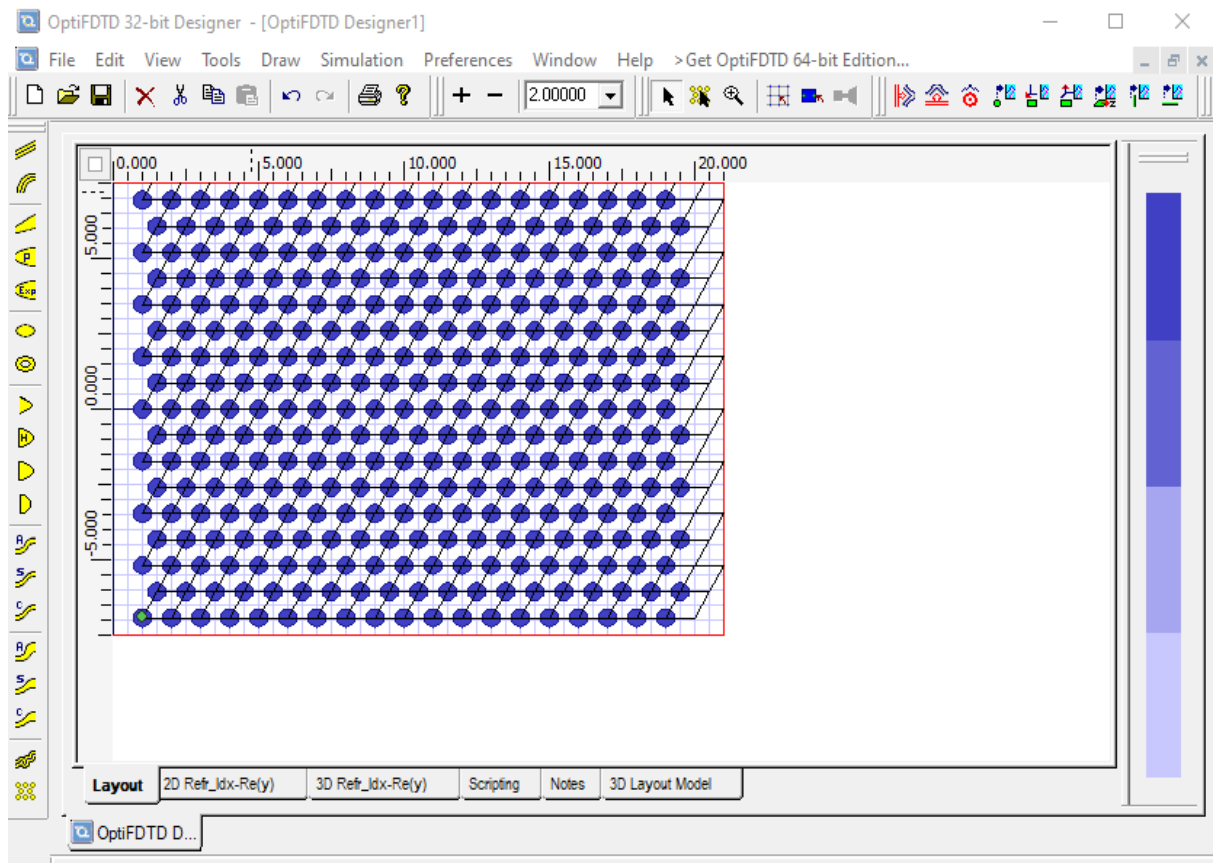 OptiFDTD 32-bit Designer - [OptiFDTD Designer1]
File Edit View Tools Draw Simulation Preferences Window Help >Get OptiFDTD 64-bit Edition...
2.00000
0.000 5.000 10.000 15.000 20.000
5.000
0.000
-5.000
P
Exp
H
A
S
C
A
S
C
Layout 2D Refr_Idx-Re(y) 3D Refr_Idx-Re(y) Scripting Notes 3D Layout Model
OptiFDTD D...